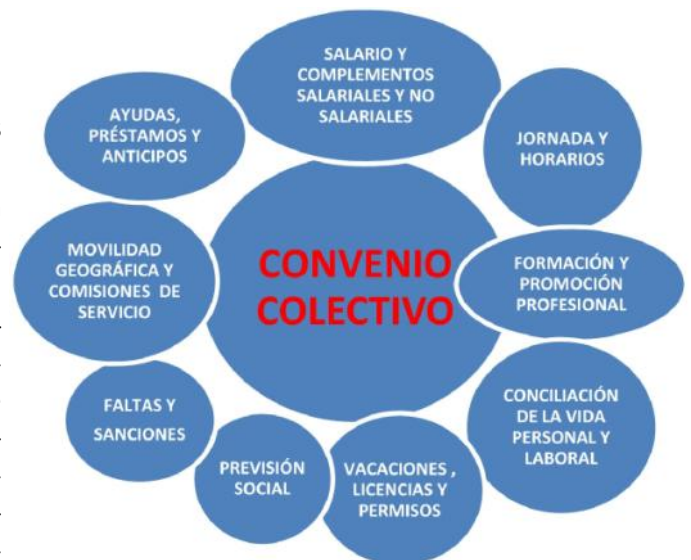 SALARIO Y
COMPLEMENTOS
SALARIALES Y NO
SALARIALES
AYUDAS,
PRÉSTAMOS Y
ANTICIPOS
JORNADA Y
HORARIOS
MOVILIDAD
GEOGRÁFICA Y
COMISIONES DE
SERVICIO
CONVENIO
COLECTIVO
FORMACIÓN Y
PROMOCIÓN
PROFESIONAL
FALTAS Y
SANCIONES
CONCILIACIÓN
DE LA VIDA
PERSONAL Y
LABORAL
PREVISIÓN
SOCIAL
VACACIONES ,
LICENCIAS Y
PERMISOS